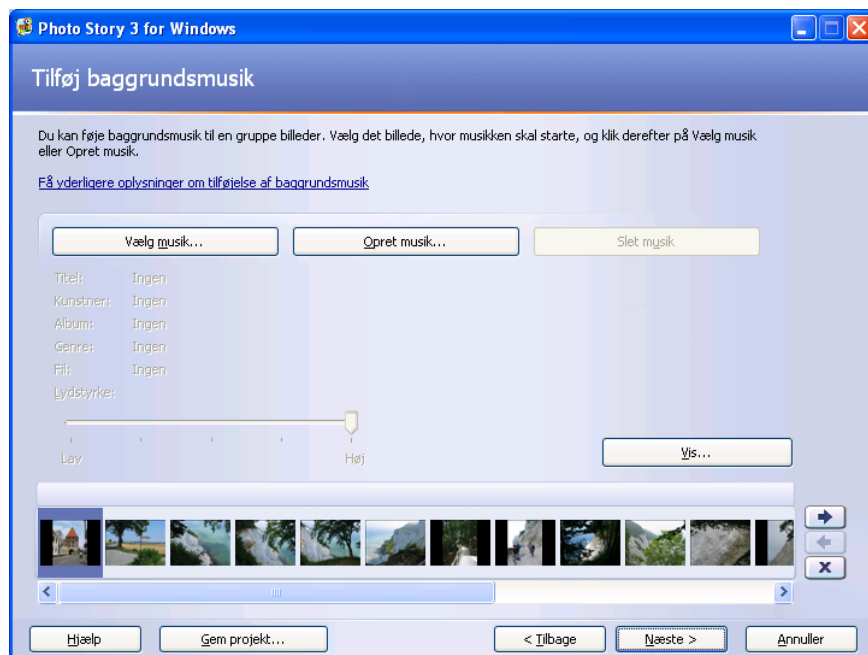 Photo Story 3 for Windows
Tilføj baggrundsmusik
Du kan føje baggrundsmusik til en gruppe billeder. Vælg det billede, hvor musikken skal starte, og klik derefter på Vælg musik
eller Opret musik.
Få yderligere oplysninger om tilføjelse af baggrundsmusik
Vælg musik... Opret musik... Slet musik
Titel: Ingen
Kunstner: Ingen
Album: Ingen
Genre: Ingen
Fil: Ingen
Lydstyrke:
Lav Høj
Vis...
Hjælp Gem projekt... < Tilbage Næste > Annuller